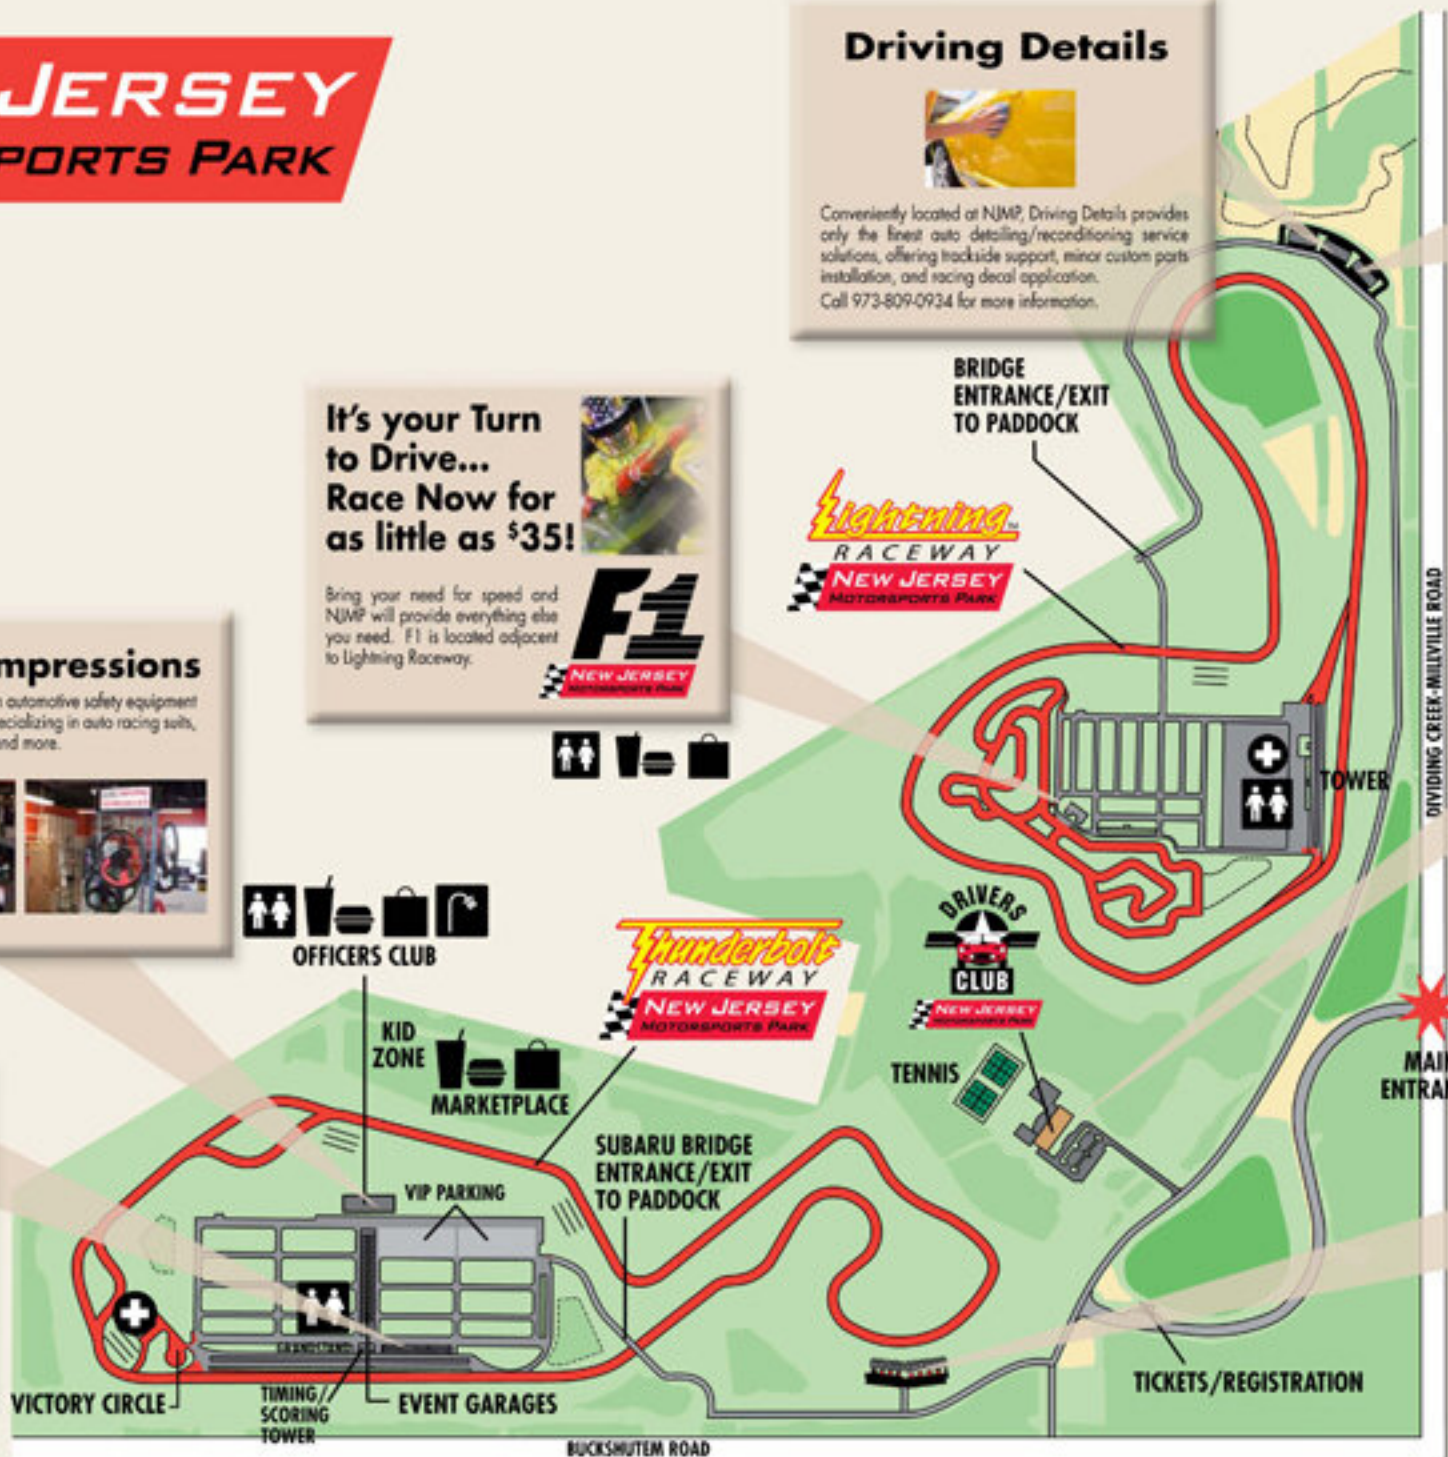 JERSEY
PORTS PARK
Driving Details
Conveniently located at NJMP, Driving Details provides
only the finest auto detailing/reconditioning service
solutions, offering trackside support, minor custom parts
installation, and racing decal application.
Call 973-809-0934 for more information.
BRIDGE
ENTRANCE/EXIT
TO PADDOCK
It's your Turn
to Drive...
Race Now for
as little as $35!
Bring your need for speed and
NJMP will provide everything else
you need. F1 is located adjacent
to Lightning Raceway.
F1
NEW JERSEY
MOTORSPORTS PARK
Lightning
RACEWAY
NEW JERSEY
MOTORSPORTS PARK
DIVIDING CREEK-MILLVILLE ROAD
mpressions
automotive safety equipment
ecializing in auto racing suits,
nd more.
TOWER
OFFICERS CLUB
Thunderbolt
RACEWAY
NEW JERSEY
MOTORSPORTS PARK
DRIVERS
CLUB
NEW JERSEY
MOTORSPORTS PARK
KID
ZONE
MARKETPLACE
TENNIS
MAI
ENTRA
SUBARU BRIDGE
ENTRANCE/EXIT
TO PADDOCK
VIP PARKING
GRANDSTAND
VICTORY CIRCLE
TIMING/
SCORING
TOWER
EVENT GARAGES
TICKETS/REGISTRATION
BUCKSHUTEM ROAD